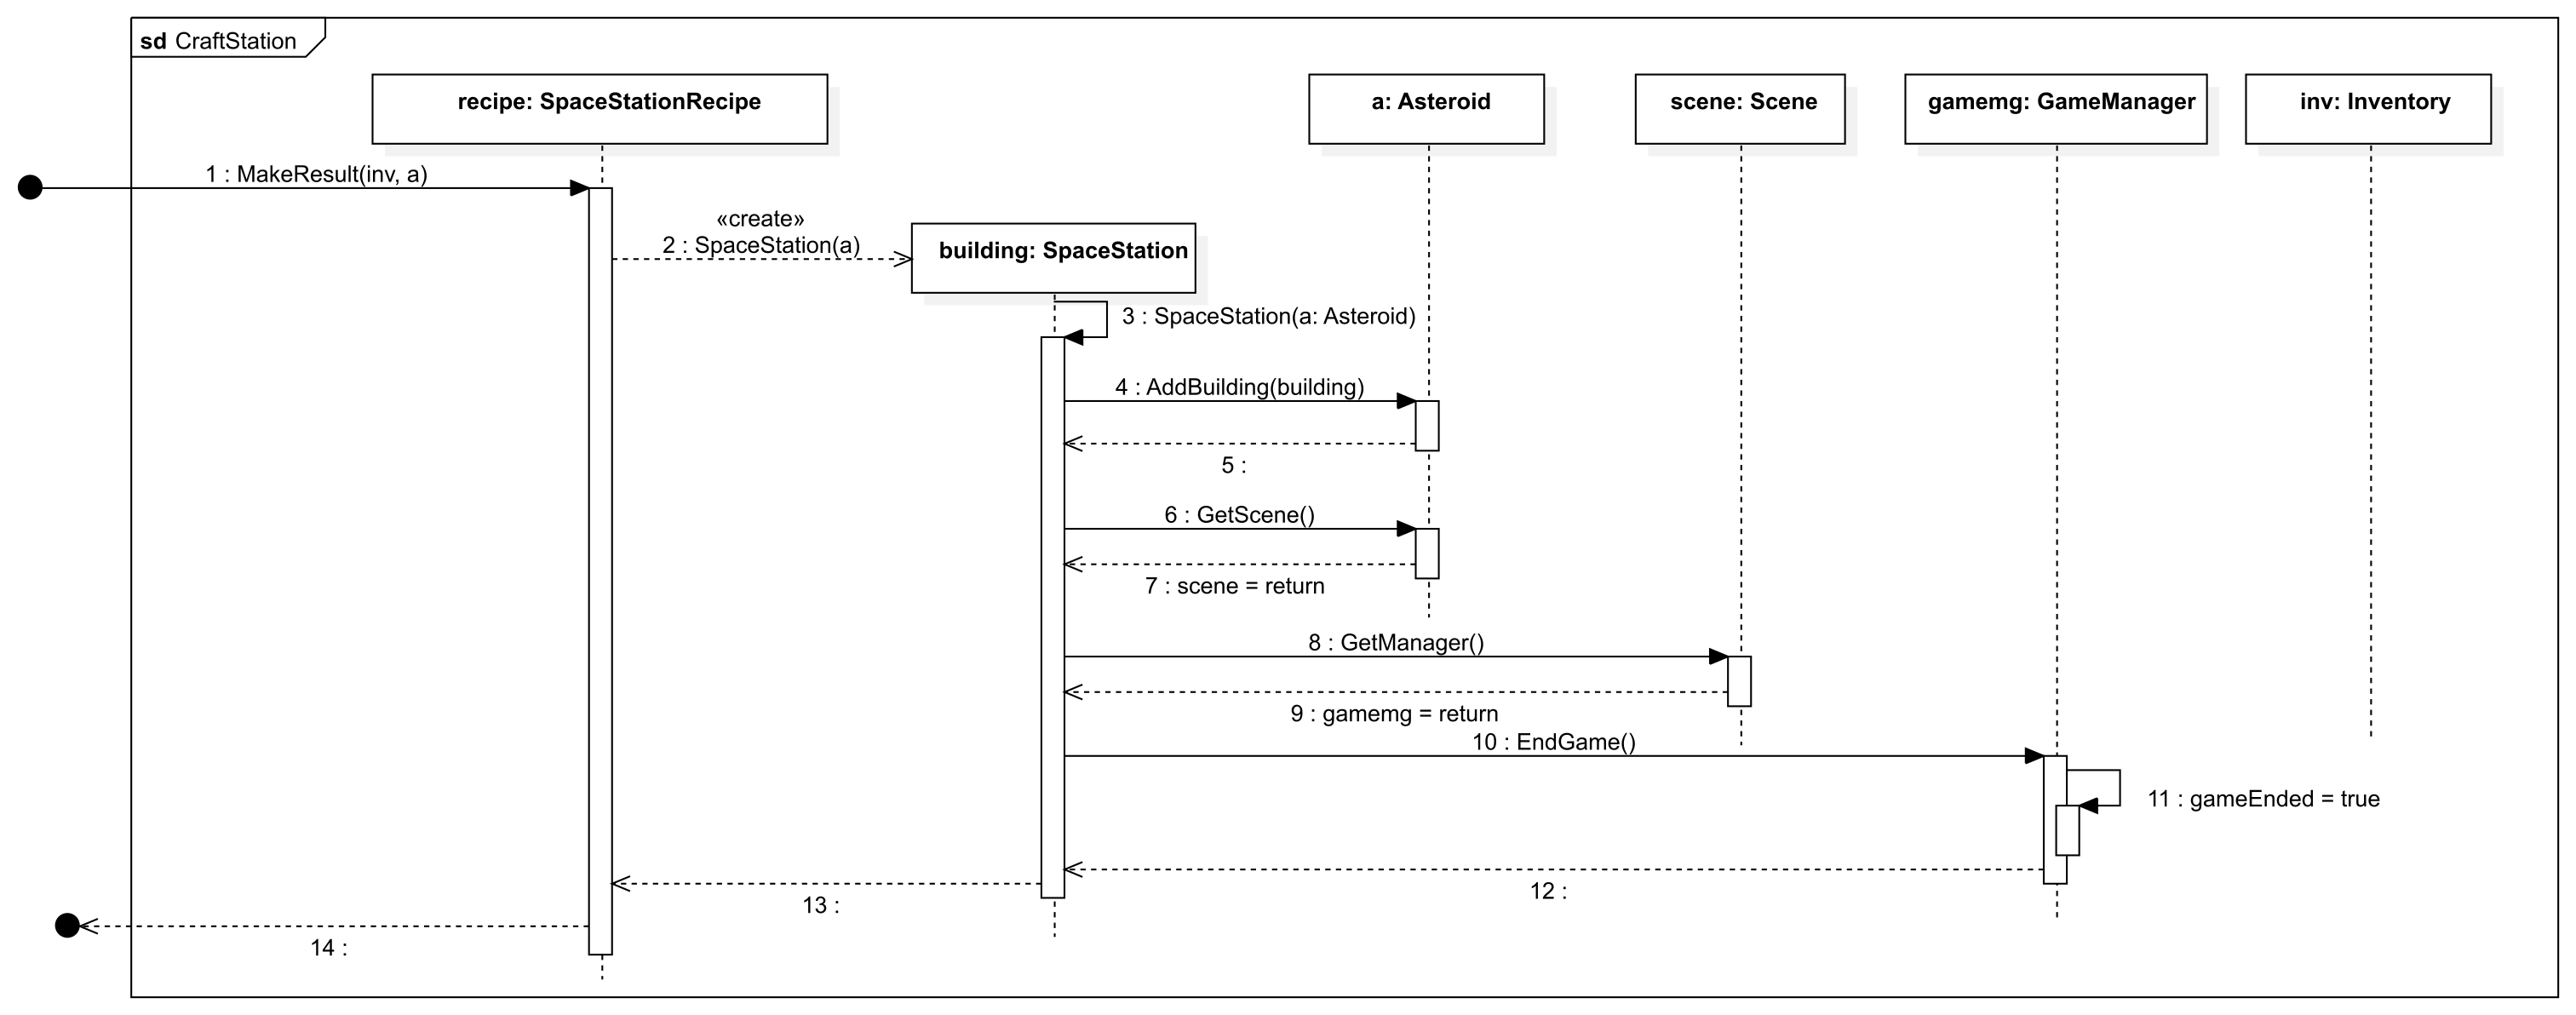 sd CraftStation
recipe: SpaceStationRecipe
a: Asteroid
scene: Scene
gamemg: GameManager
inv: Inventory
1 : MakeResult(inv, a)
«create»
2 : SpaceStation(a)
building: SpaceStation
3 : SpaceStation(a: Asteroid)
4 : AddBuilding(building)
5 :
6 : GetScene()
7 : scene = return
8 : GetManager()
9 : gamemg = return
10 : EndGame()
11 : gameEnded = true
12 :
13 :
14 :